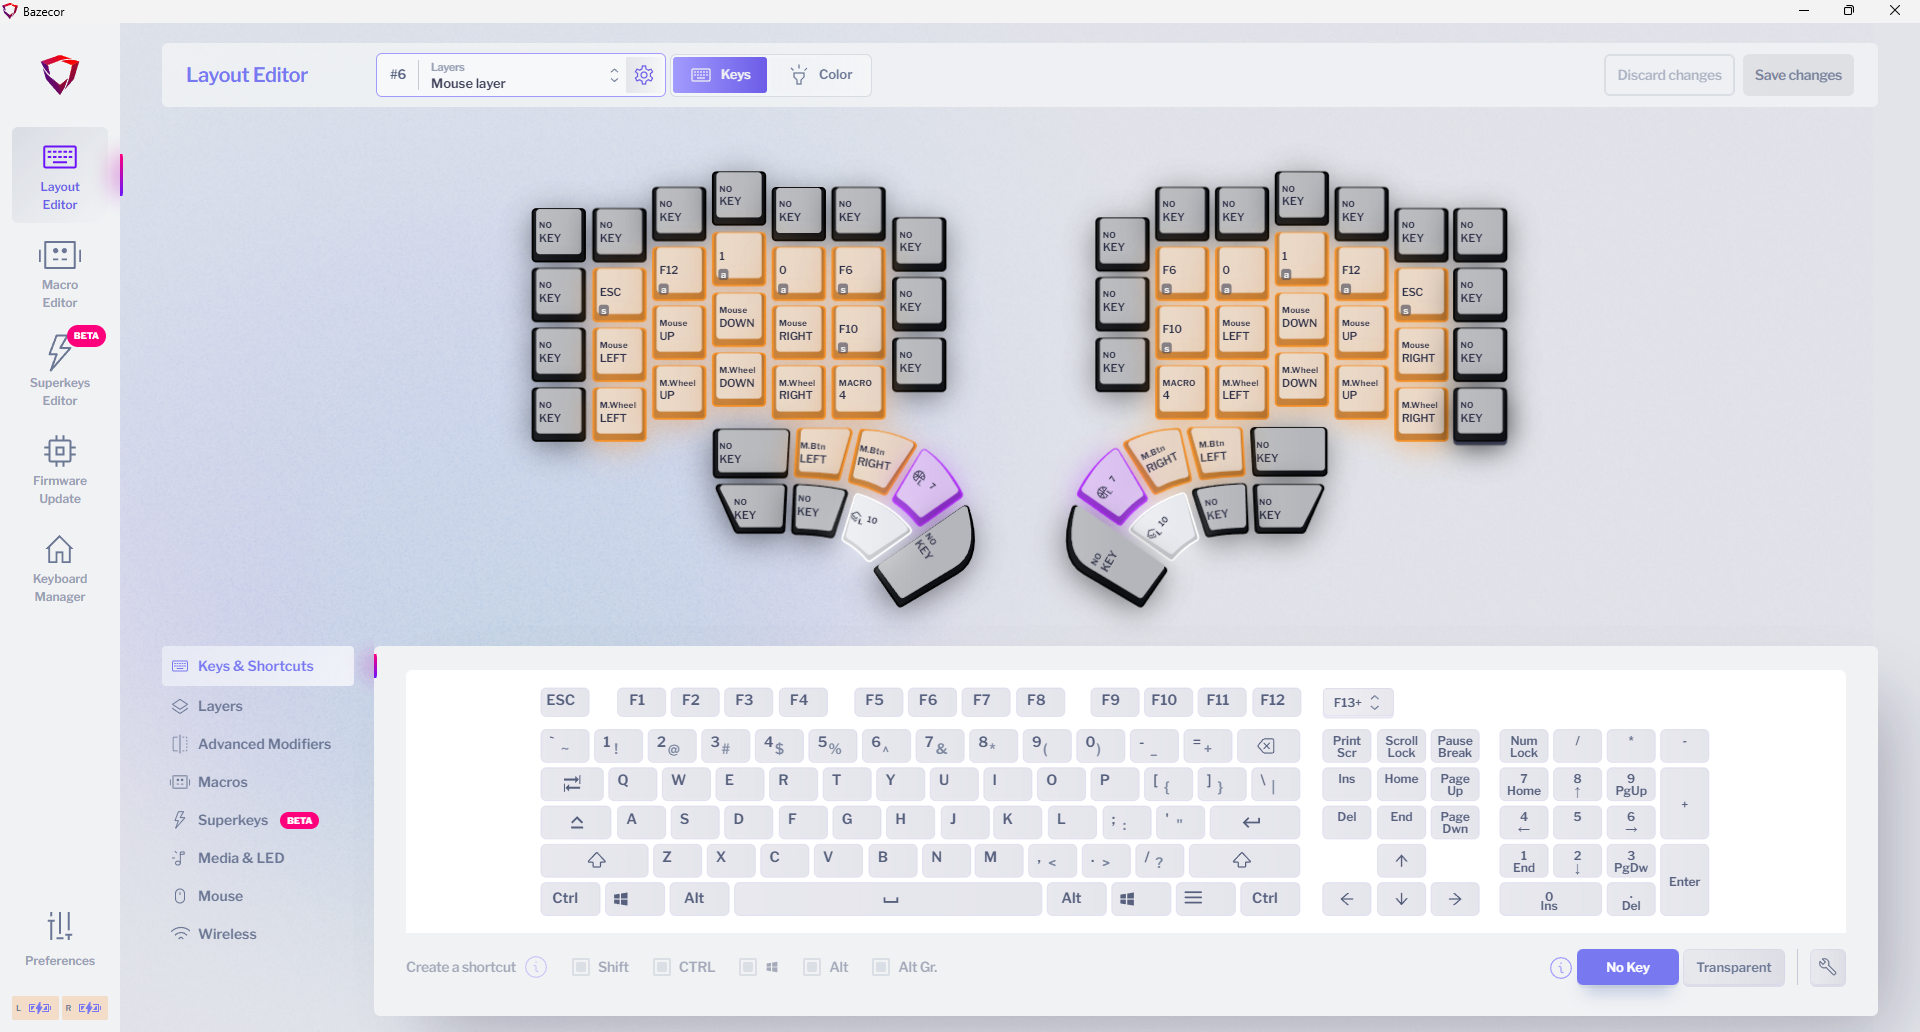 Bazecor
Layout Editor
#6
Layers
Mouse layer
Keys
Color
Discard changes
Save changes
Layout
Editor
Macro
Editor
BETA
Superkeys
Editor
Firmware
Update
Keyboard
Manager
Preferences
L
R
NO KEY
NO KEY
NO KEY
NO KEY
NO KEY
NO KEY
NO KEY
NO KEY
ESC s
F12 a
1 a
0 a
F6 s
NO KEY
NO KEY
Mouse LEFT
Mouse UP
Mouse DOWN
Mouse RIGHT
F10 s
NO KEY
NO KEY
M.Wheel LEFT
M.Wheel UP
M.Wheel DOWN
M.Wheel RIGHT
MACRO 4
NO KEY
M.Btn LEFT
M.Btn RIGHT
L 7
NO KEY
NO KEY
L 10
NO KEY
NO KEY
NO KEY
NO KEY
NO KEY
NO KEY
NO KEY
NO KEY
NO KEY
F6 s
0 a
1 a
F12 a
ESC s
NO KEY
NO KEY
F10 s
Mouse LEFT
Mouse DOWN
Mouse UP
Mouse RIGHT
NO KEY
MACRO 4
M.Wheel LEFT
M.Wheel DOWN
M.Wheel UP
M.Wheel RIGHT
NO KEY
L 7
M.Btn RIGHT
M.Btn LEFT
NO KEY
NO KEY
L 10
NO KEY
NO KEY
Keys & Shortcuts
Layers
Advanced Modifiers
Macros
Superkeys BETA
Media & LED
Mouse
Wireless
ESC F1 F2 F3 F4 F5 F6 F7 F8 F9 F10 F11 F12 F13+
` ~ 1 ! 2 @ 3 # 4 $ 5 % 6 ^ 7 & 8 * 9 ( 0 ) - _ = + ⌫ Print Scr Scroll Lock Pause Break Num Lock / * -
Q W E R T Y U I O P [ { ] } \ | Ins Home Page Up 7 Home 8 ↑ 9 PgUp +
A S D F G H J K L ; : ' " ↵ Del End Page Dwn 4 ← 5 6 →
Z X C V B N M , < . > / ? ↑ 1 End 2 ↓ 3 PgDw Enter
Ctrl Alt Alt Ctrl ← ↓ → 0 Ins . Del
Create a shortcut i Shift CTRL Alt Alt Gr.
i No Key Transparent